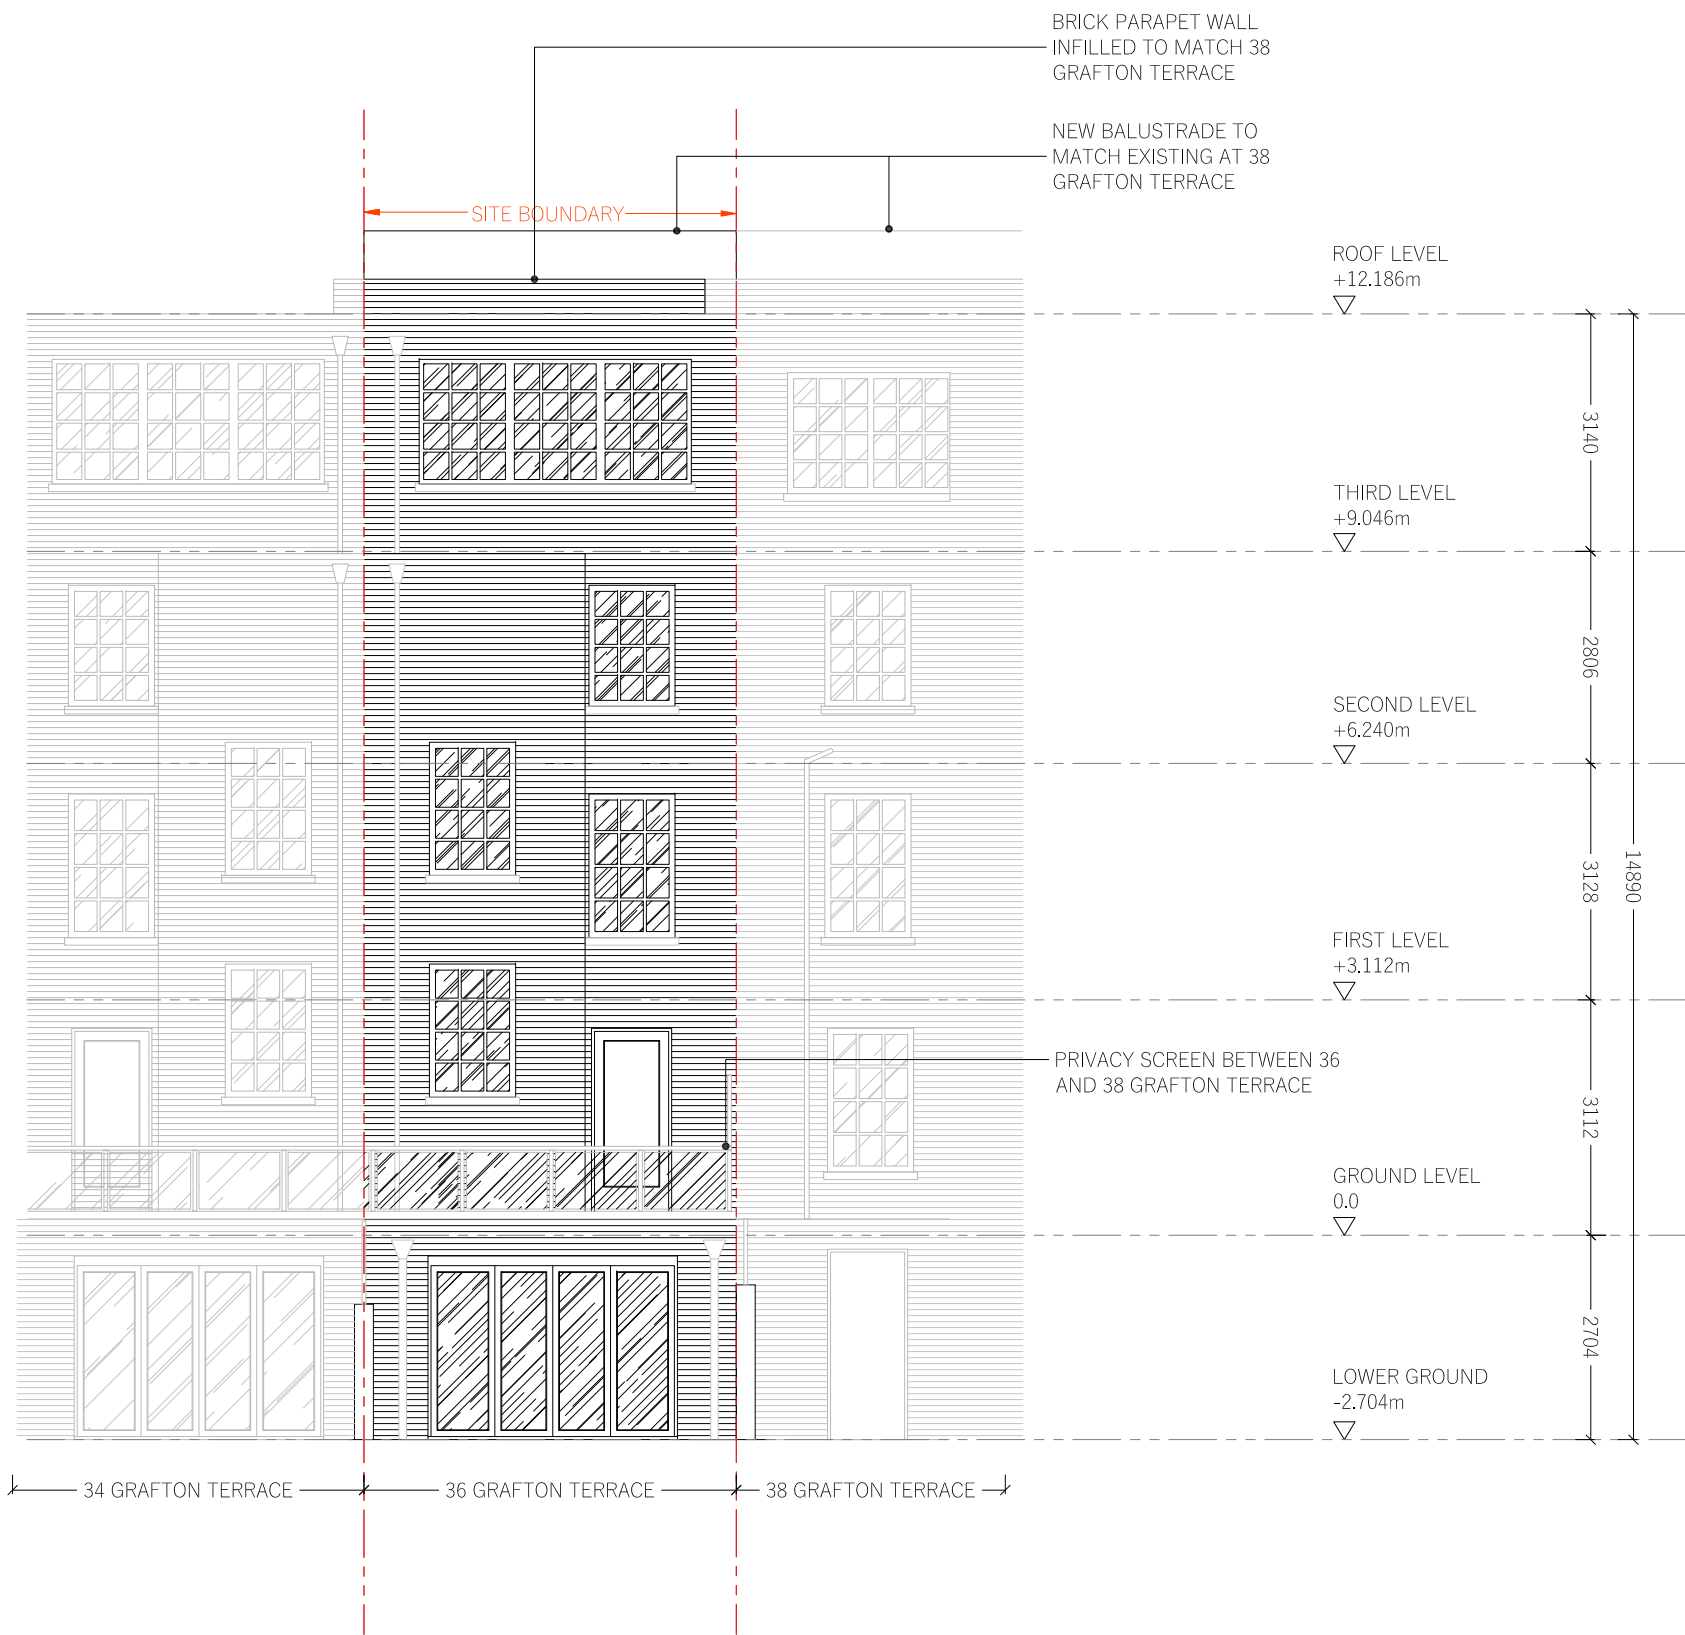 BRICK PARAPET WALL
INFILLED TO MATCH 38
GRAFTON TERRACE
NEW BALUSTRADE TO
MATCH EXISTING AT 38
GRAFTON TERRACE
SITE BOUNDARY
ROOF LEVEL
+12.186m
3140
THIRD LEVEL
+9.046m
2806
SECOND LEVEL
+6.240m
3128
14890
FIRST LEVEL
+3.112m
PRIVACY SCREEN BETWEEN 36
AND 38 GRAFTON TERRACE
3112
GROUND LEVEL
0.0
2704
LOWER GROUND
-2.704m
34 GRAFTON TERRACE
36 GRAFTON TERRACE
38 GRAFTON TERRACE